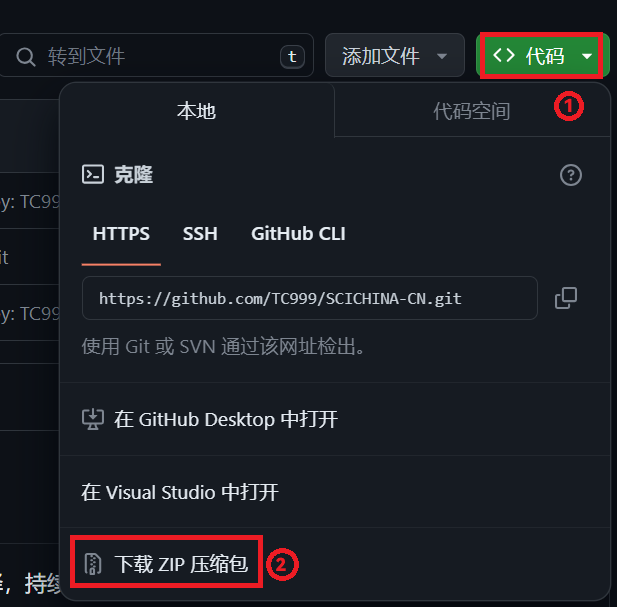 转到文件 t 添加文件 <> 代码
本地 代码空间 1
y: TC999 克隆 ?
HTTPS SSH GitHub CLI
it
https://github.com/TC999/SCICHINA-CN.git
y: TC999
使用 Git 或 SVN 通过该网址检出。
在 GitHub Desktop 中打开
在 Visual Studio 中打开
下载 ZIP 压缩包 2
，持续